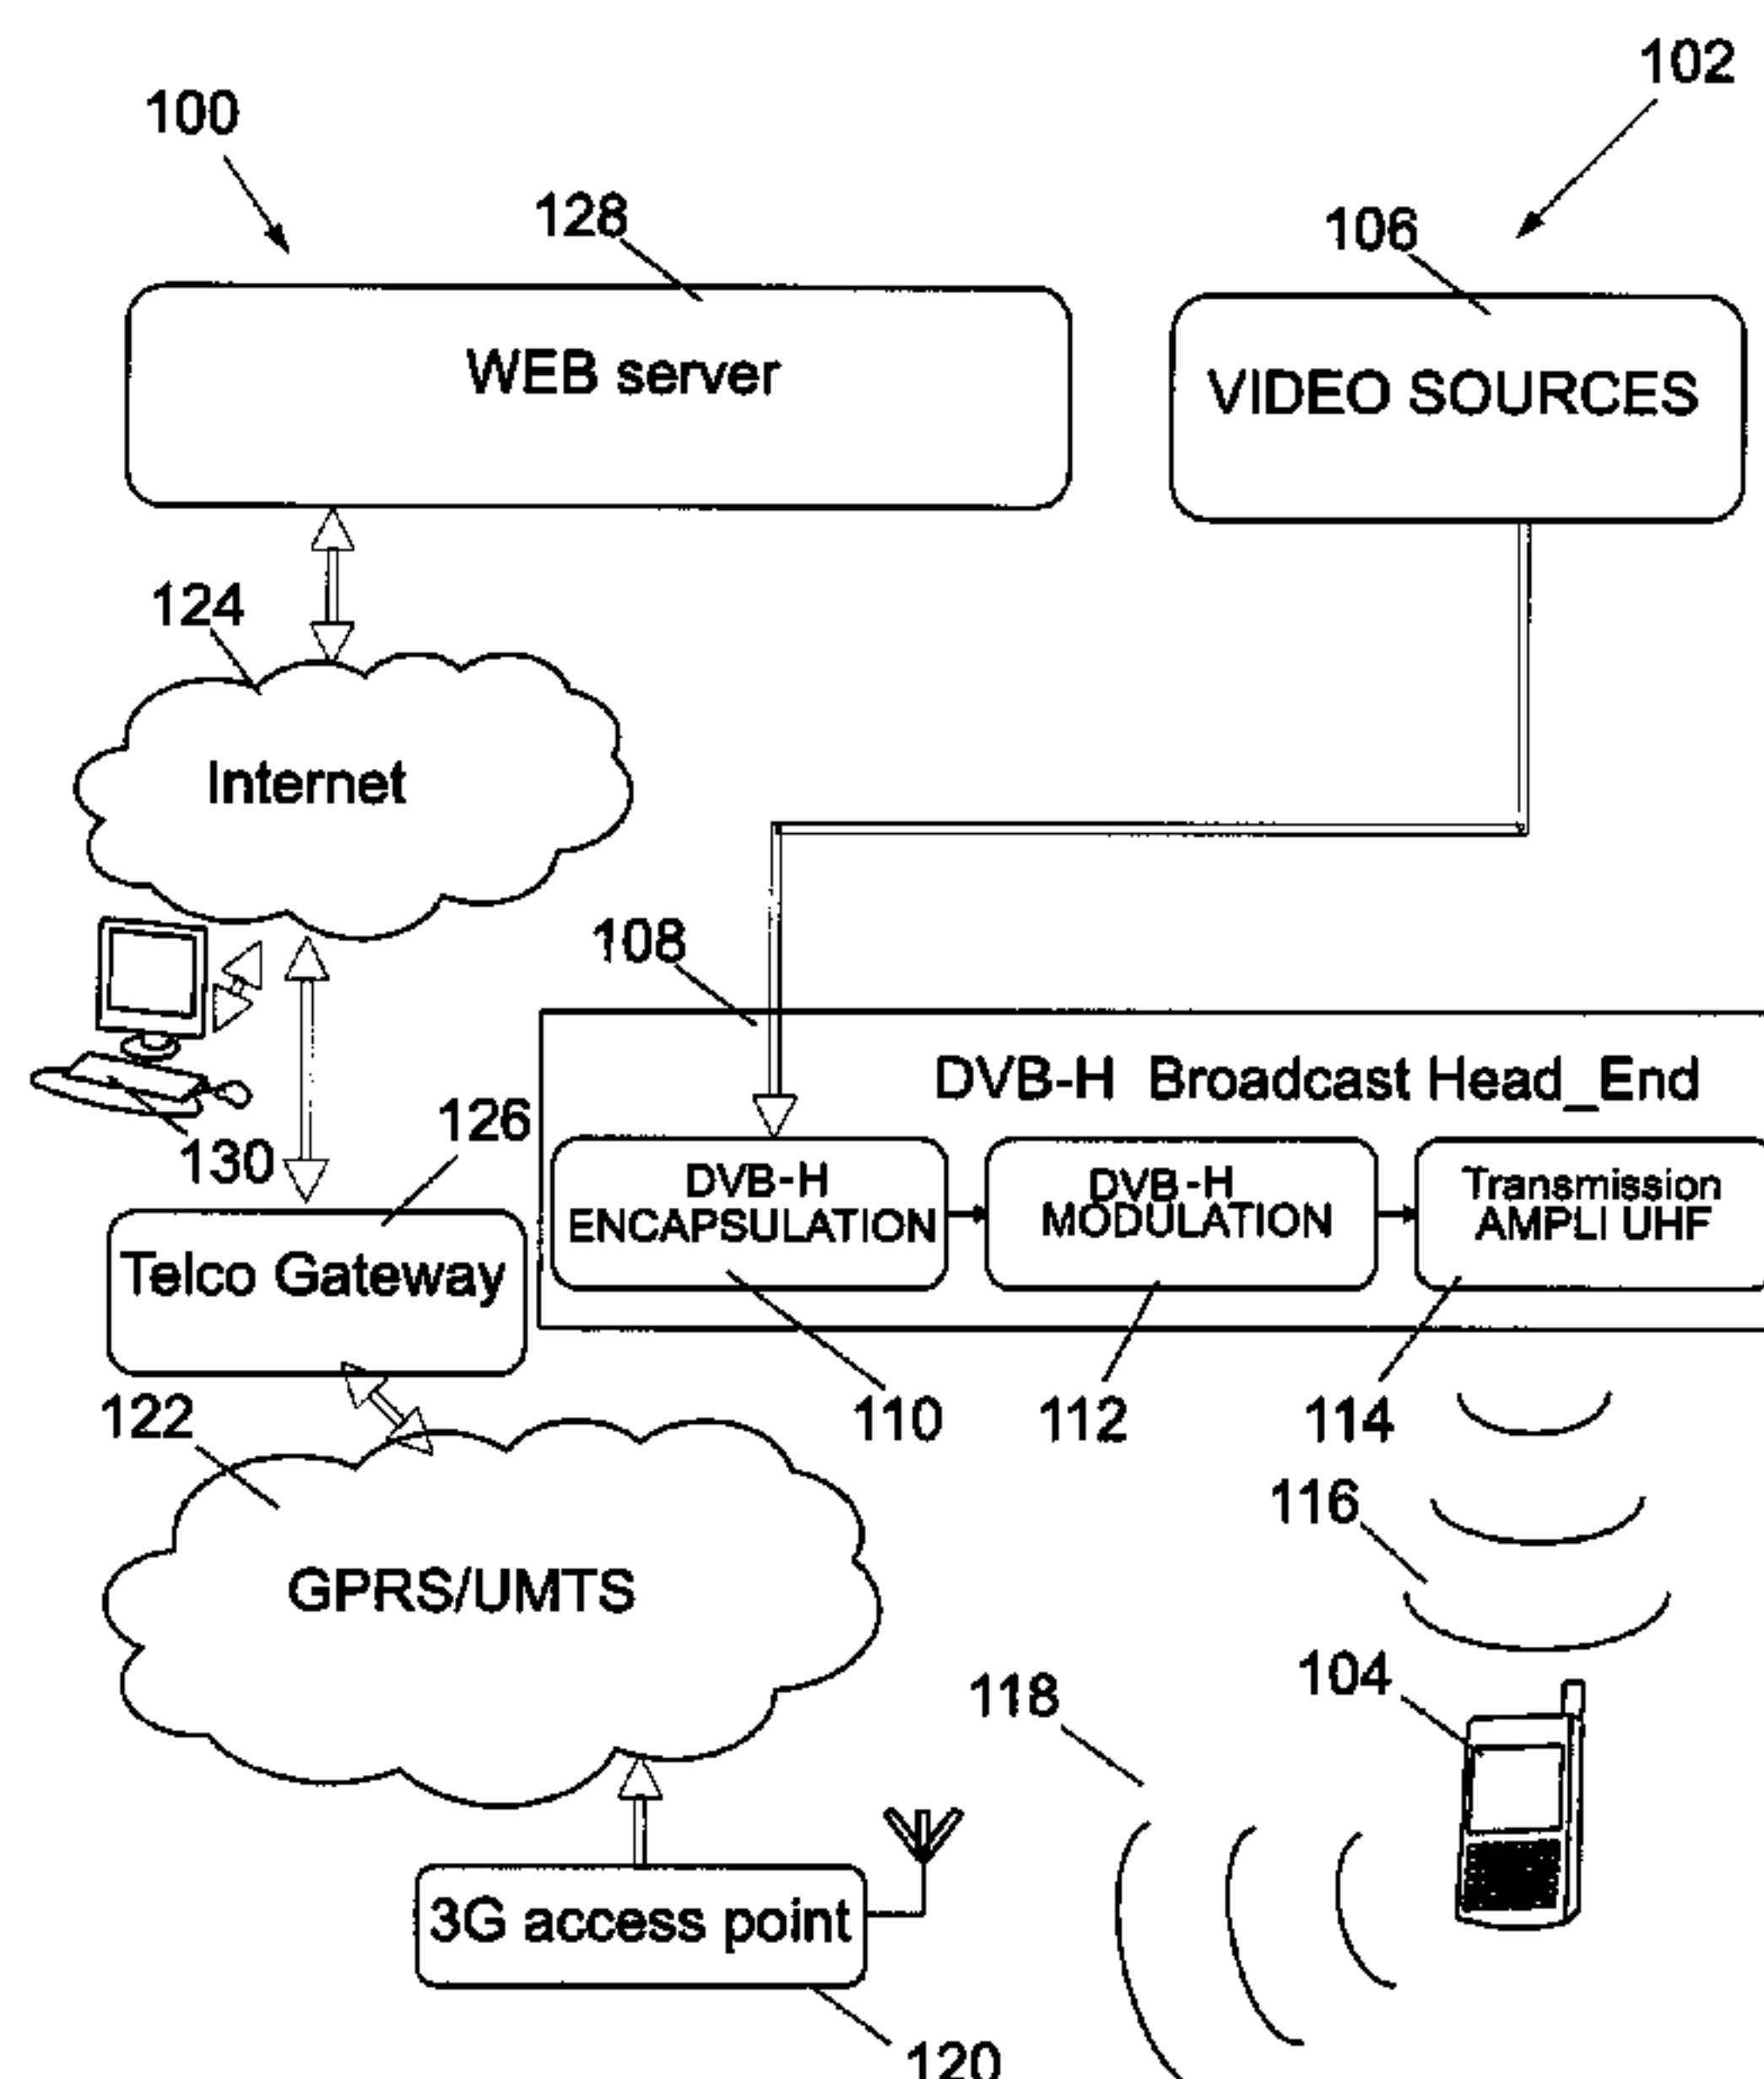 102
100
128
106
WEB server
VIDEO SOURCES
124
Internet
108
DVB-H Broadcast Head_End
126
130
DVB-H
ENCAPSULATION
DVB-H
MODULATION
Transmission
AMPLI UHF
Telco Gateway
122
110
112
114
116
GPRS/UMTS
104
118
3G access point
120